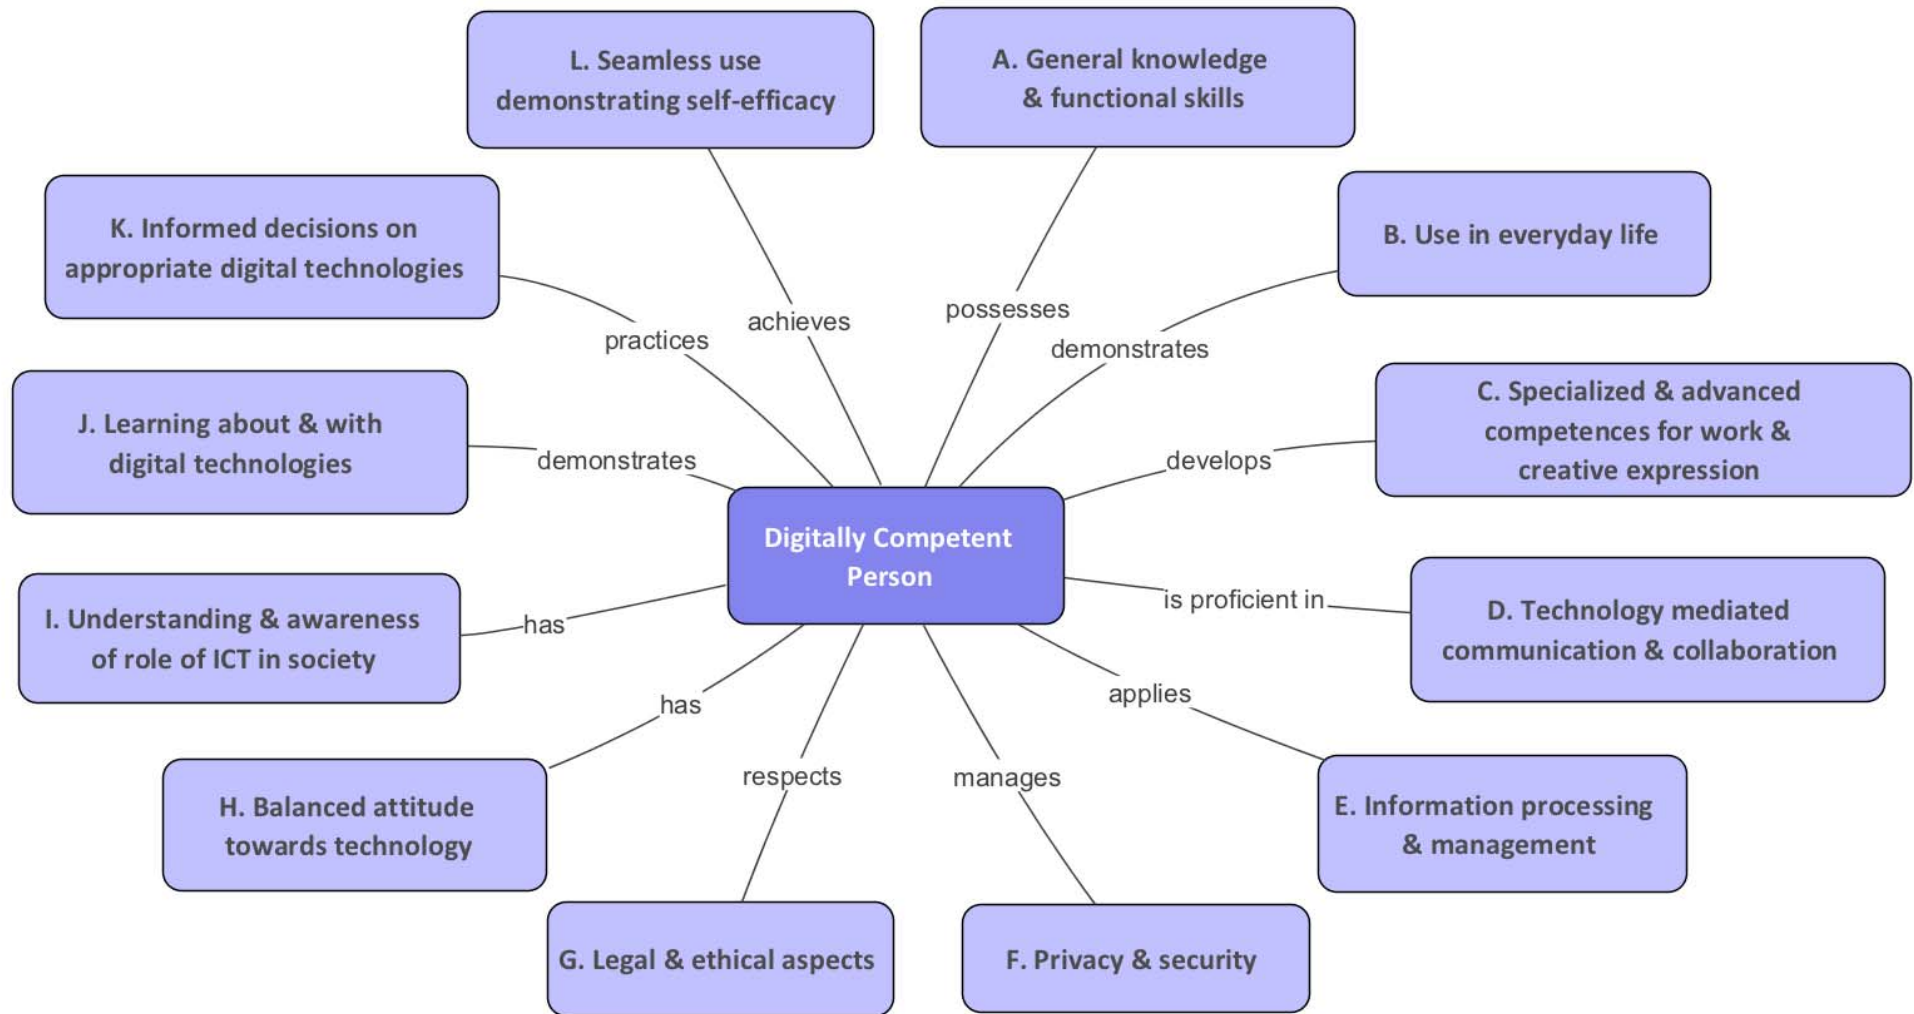 L. Seamless use
demonstrating self-efficacy
A. General knowledge
& functional skills
K. Informed decisions on
appropriate digital technologies
B. Use in everyday life
possesses
achieves
practices
demonstrates
J. Learning about & with
digital technologies
C. Specialized & advanced
competences for work &
creative expression
demonstrates
develops
Digitally Competent
Person
I. Understanding & awareness
of role of ICT in society
has
is proficient in
D. Technology mediated
communication & collaboration
has
applies
respects
manages
H. Balanced attitude
towards technology
E. Information processing
& management
G. Legal & ethical aspects
F. Privacy & security